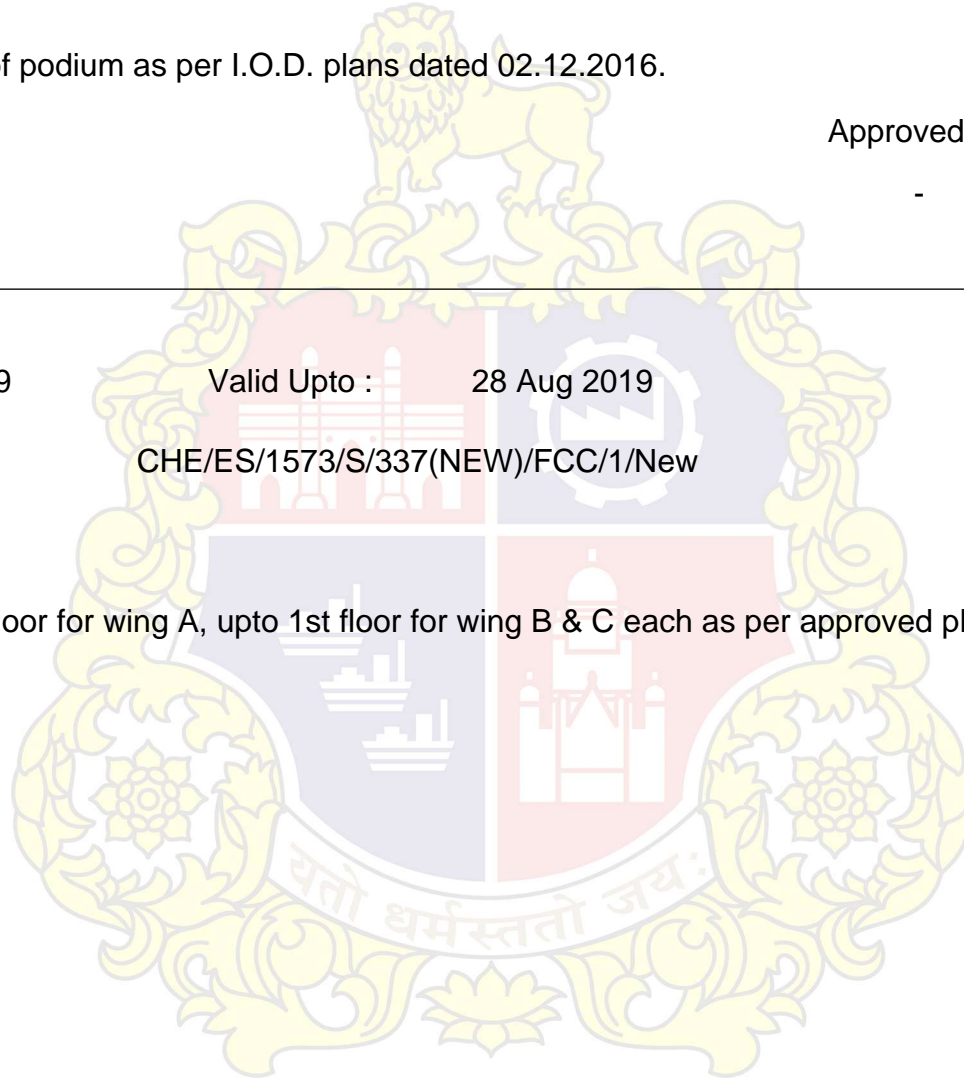 f podium as per I.O.D. plans dated 02.12.2016.
Approved
-
9 Valid Upto : 28 Aug 2019
CHE/ES/1573/S/337(NEW)/FCC/1/New
oor for wing A, upto 1st floor for wing B & C each as per approved pl
यतो धर्मस्ततो जय: